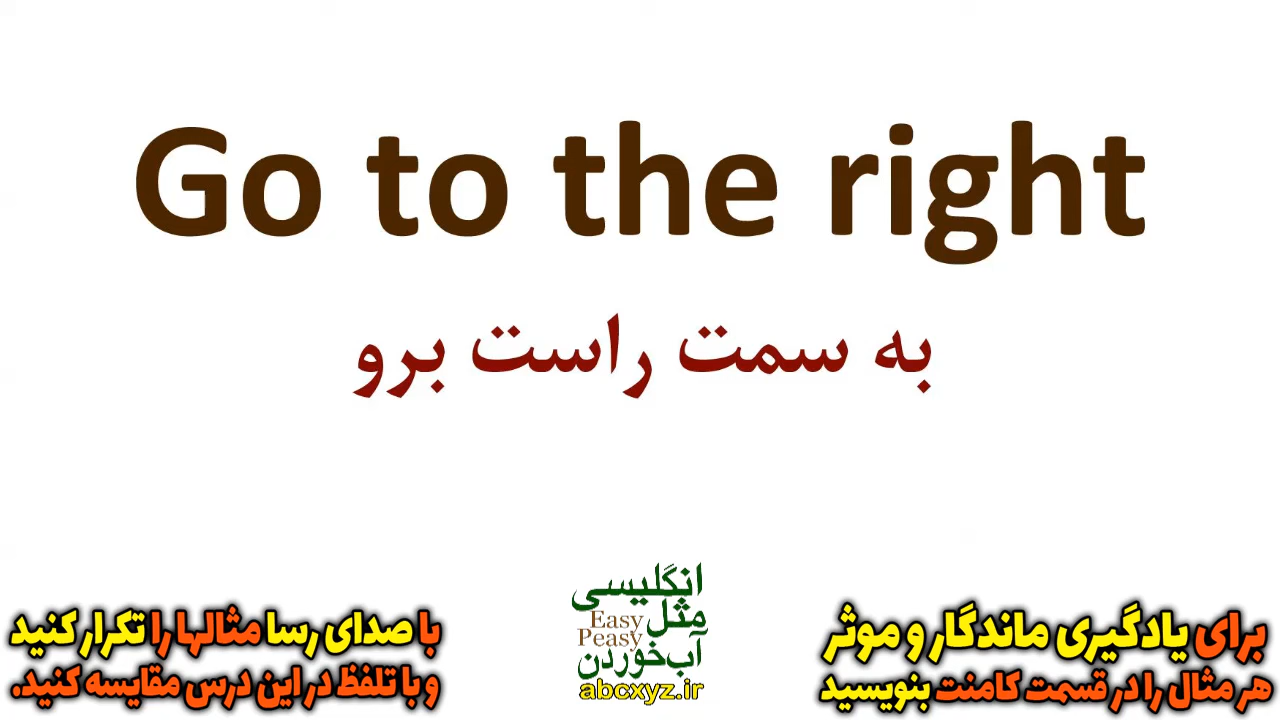 Go to the right
به سمت راست برو
برای یادگیری ماندگار و موثر
هر مثال را در قسمت کامنت بنویسید
انگلیسی
مثل Easy
Peasy
آب‌خوردن
abcxyz.ir
با صدای رسا مثالها را تکرار کنید
و با تلفظ در این درس مقایسه کنید.